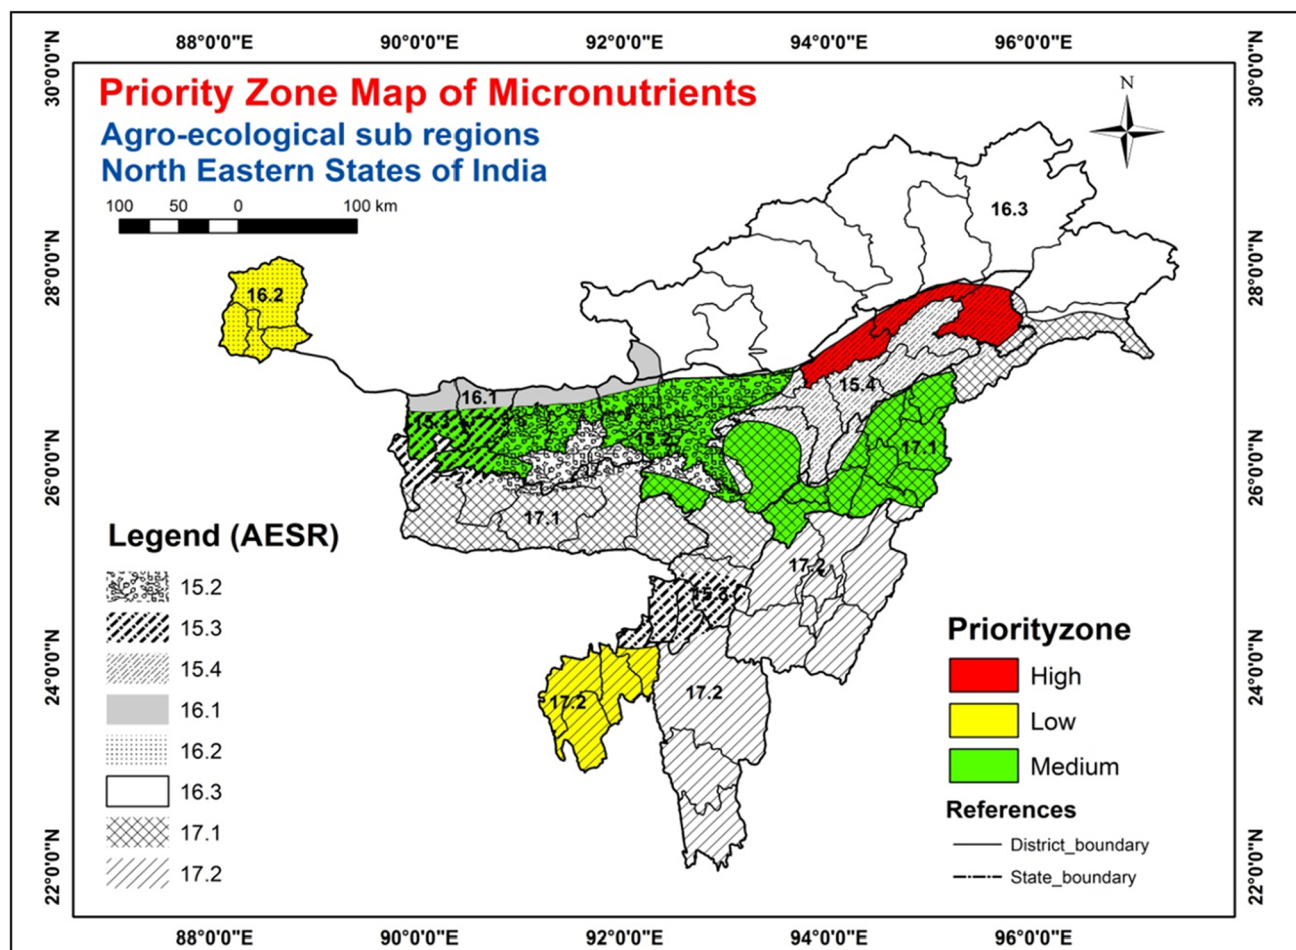 88°0'0"E 90°0'0"E 92°0'0"E 94°0'0"E 96°0'0"E
30°0'0"N 30°0'0"N
Priority Zone Map of Micronutrients
Agro-ecological sub regions
North Eastern States of India
100 50 0 100 km
N
16.3
28°0'0"N 28°0'0"N
16.2
16.1
15.4
15.3
15.2
17.1
26°0'0"N 26°0'0"N
17.1
17.2
15.3
17.2
17.2
24°0'0"N 24°0'0"N
22°0'0"N 22°0'0"N
Legend (AESR)
15.2
15.3
15.4
16.1
16.2
16.3
17.1
17.2
Priorityzone
High
Low
Medium
References
District_boundary
State_boundary
88°0'0"E 90°0'0"E 92°0'0"E 94°0'0"E 96°0'0"E